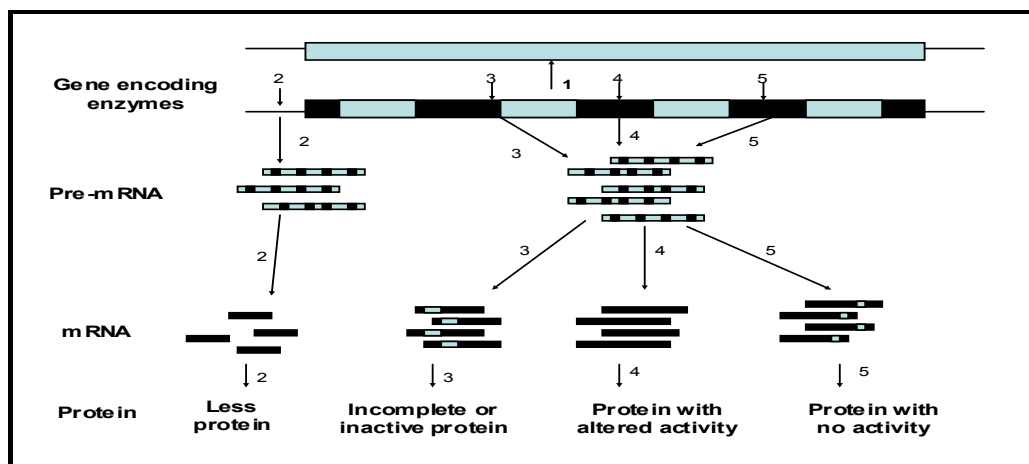 Gene encoding
enzymes
2
3
1
4
5
2
3
4
5
Pre-mRNA
2
3
4
5
mRNA
2
3
4
5
Protein
Less
protein
Incomplete or
inactive protein
Protein with
altered activity
Protein with
no activity